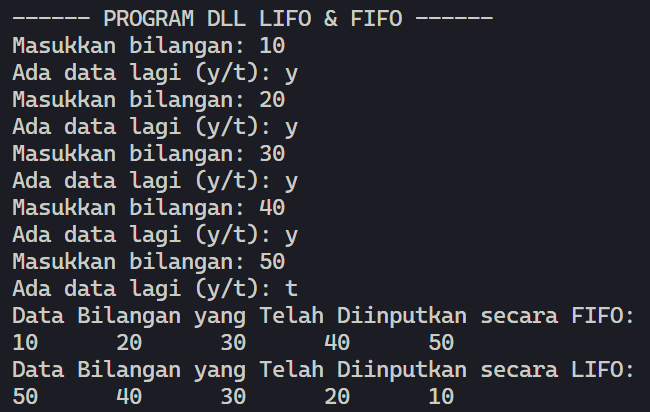 ------ PROGRAM DLL LIFO & FIFO ------
Masukkan bilangan: 10
Ada data lagi (y/t): y
Masukkan bilangan: 20
Ada data lagi (y/t): y
Masukkan bilangan: 30
Ada data lagi (y/t): y
Masukkan bilangan: 40
Ada data lagi (y/t): y
Masukkan bilangan: 50
Ada data lagi (y/t): t
Data Bilangan yang Telah Diinputkan secara FIFO:
10      20      30      40      50
Data Bilangan yang Telah Diinputkan secara LIFO:
50      40      30      20      10